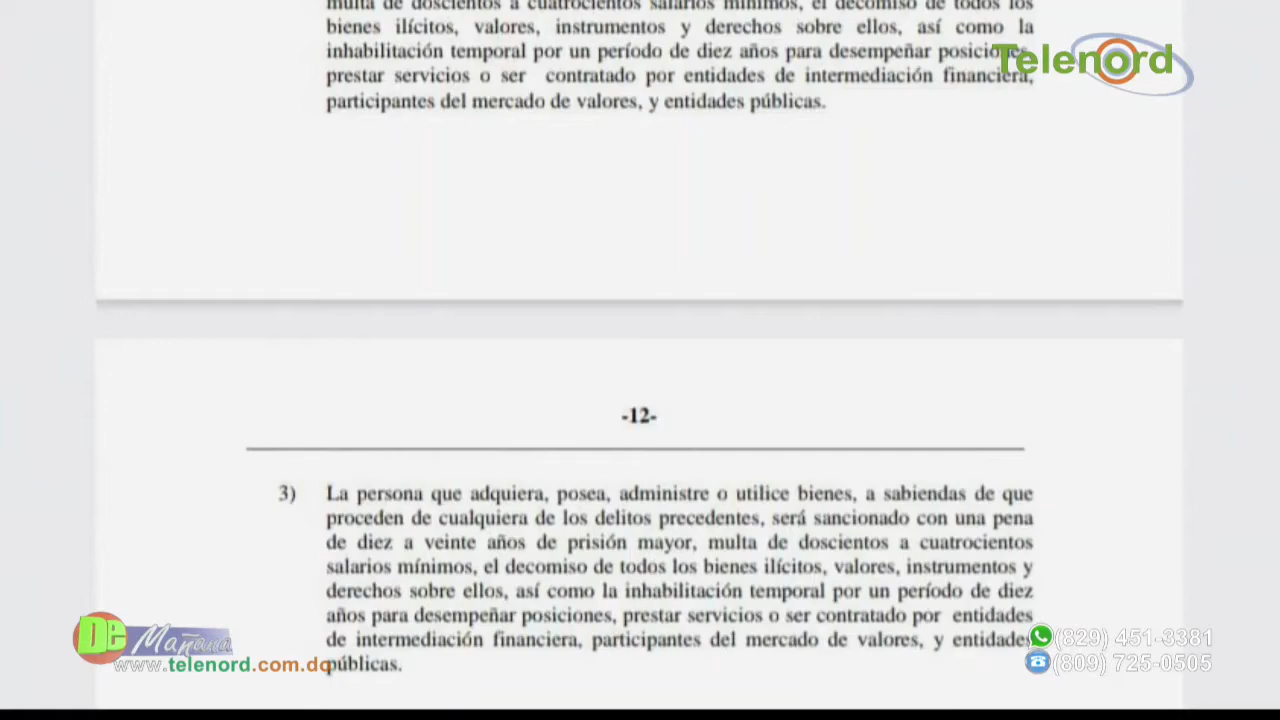 multa de doscientos a cuatrocientos salarios mínimos, el decomiso de todos los
bienes ilícitos, valores, instrumentos y derechos sobre ellos, así como la
inhabilitación temporal por un período de diez años para desempeñar posiciones,
prestar servicios o ser contratado por entidades de intermediación financiera,
participantes del mercado de valores, y entidades públicas.
Telenord
-12-
3) La persona que adquiera, posea, administre o utilice bienes, a sabiendas de que
proceden de cualquiera de los delitos precedentes, será sancionado con una pena
de diez a veinte años de prisión mayor, multa de doscientos a cuatrocientos
salarios mínimos, el decomiso de todos los bienes ilícitos, valores, instrumentos y
derechos sobre ellos, así como la inhabilitación temporal por un período de diez
años para desempeñar posiciones, prestar servicios o ser contratado por entidades
de intermediación financiera, participantes del mercado de valores, y entidades
públicas.
De Mañana
www.telenord.com.do
(829) 451-3381
(809) 725-0505